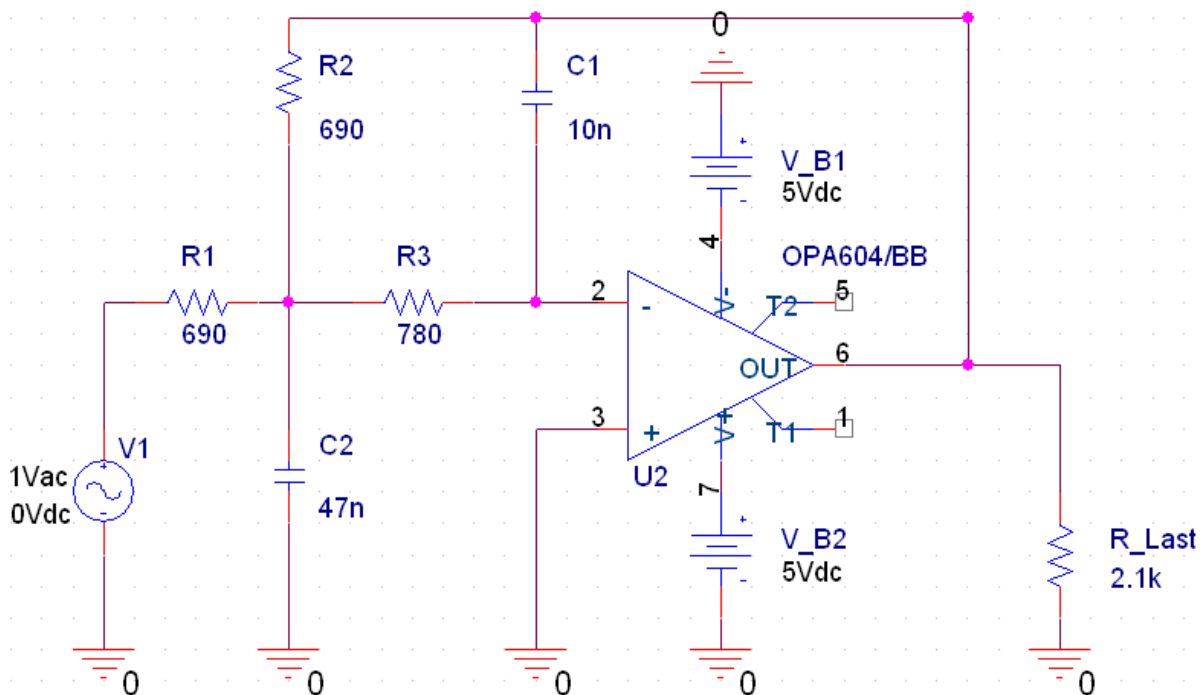 0
R2
690
C1
10n
V_B1
5Vdc
+
-
4
OPA604/BB
R1
690
R3
780
2
-
V-
T2
5
OUT
6
3
+
V+
T1
1
U2
7
V1
1Vac
0Vdc
+
-
C2
47n
V_B2
5Vdc
+
-
R_Last
2.1k
0
0
0
0
0